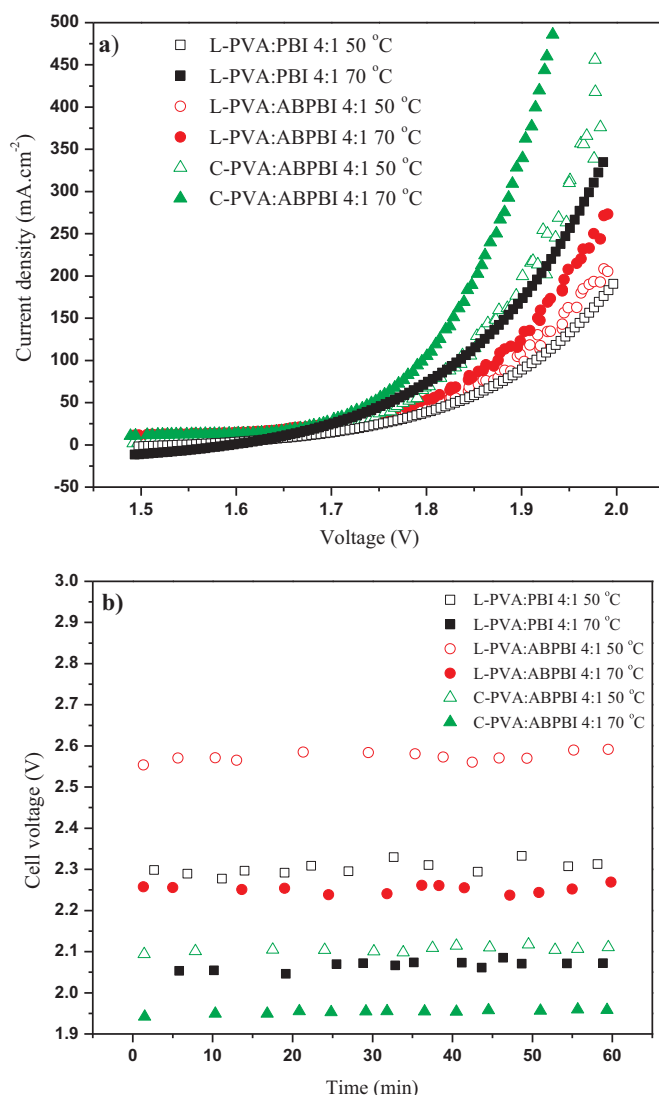 a)
L-PVA:PBI 4:1 50 °C
L-PVA:PBI 4:1 70 °C
L-PVA:ABPBI 4:1 50 °C
L-PVA:ABPBI 4:1 70 °C
C-PVA:ABPBI 4:1 50 °C
C-PVA:ABPBI 4:1 70 °C
Current density (mA.cm⁻²)
500
450
400
350
300
250
200
150
100
50
0
-50
1.5 1.6 1.7 1.8 1.9 2.0
Voltage (V)
b)
L-PVA:PBI 4:1 50 °C
L-PVA:PBI 4:1 70 °C
L-PVA:ABPBI 4:1 50 °C
L-PVA:ABPBI 4:1 70 °C
C-PVA:ABPBI 4:1 50 °C
C-PVA:ABPBI 4:1 70 °C
Cell voltage (V)
3.0
2.9
2.8
2.7
2.6
2.5
2.4
2.3
2.2
2.1
2.0
1.9
0 10 20 30 40 50 60
Time (min)